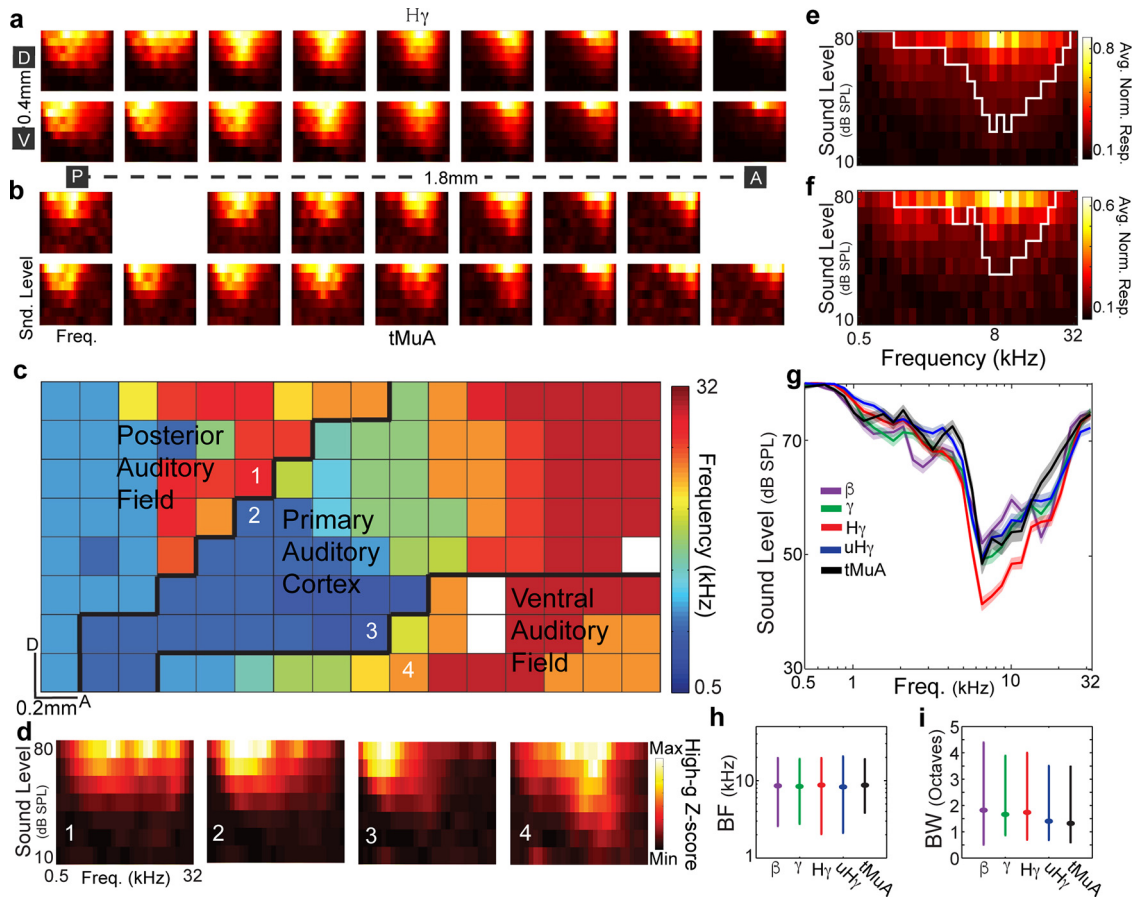 a
Hγ
D
0.4mm
V
P
1.8mm
A
b
Snd. Level
Freq.
tMuA
c
Posterior
Auditory
Field
1
2
Primary
Auditory
Cortex
3
4
Ventral
Auditory
Field
D
0.2mm
A
32
Frequency (kHz)
0.5
d
Sound Level
(dB SPL)
80
10
1
2
3
4
0.5
Freq. (kHz)
32
Max
High-g Z-score
Min
e
Sound Level
(dB SPL)
80
10
0.8
Avg. Norm. Resp.
0.1
f
Sound Level
(dB SPL)
80
10
0.6
Avg. Norm. Resp.
0.1
0.5
8
32
Frequency (kHz)
g
Sound Level (dB SPL)
70
50
30
β
γ
Hγ
uHγ
tMuA
0.5
1
10
32
Freq. (kHz)
h
BF (kHz)
10
1
β
γ
Hγ
uHγ
tMuA
i
BW (Octaves)
5
4
3
2
1
0
β
γ
Hγ
uHγ
tMuA